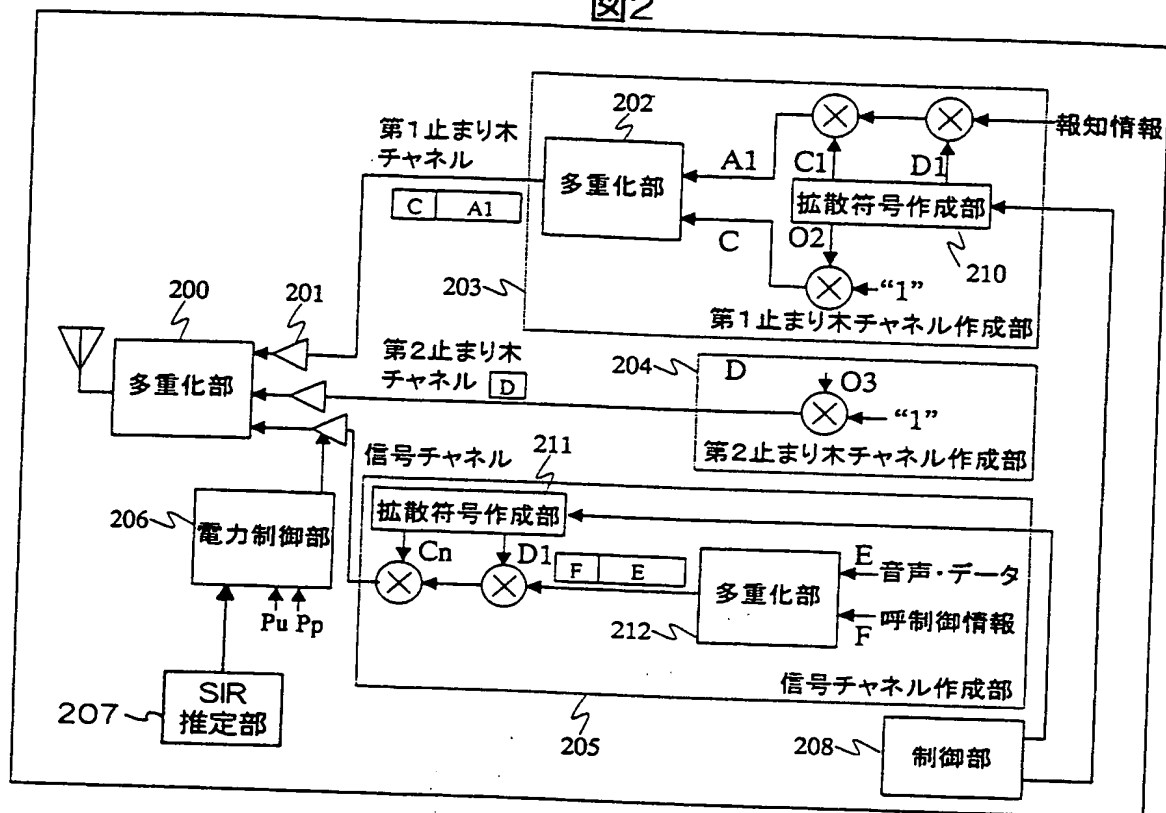 図2
202
第1止まり木
チャネル
C A1
多重化部
A1
C
C1
D1
報知情報
拡散符号作成部
O2
210
“1”
203
第1止まり木チャネル作成部
200
201
多重化部
第2止まり木
チャネル D
204
D
O3
“1”
第2止まり木チャネル作成部
信号チャネル
211
拡散符号作成部
206
電力制御部
Cn
D1
F E
多重化部
E
音声・データ
呼制御情報
F
212
Pu Pp
信号チャネル作成部
207
SIR
推定部
205
208
制御部